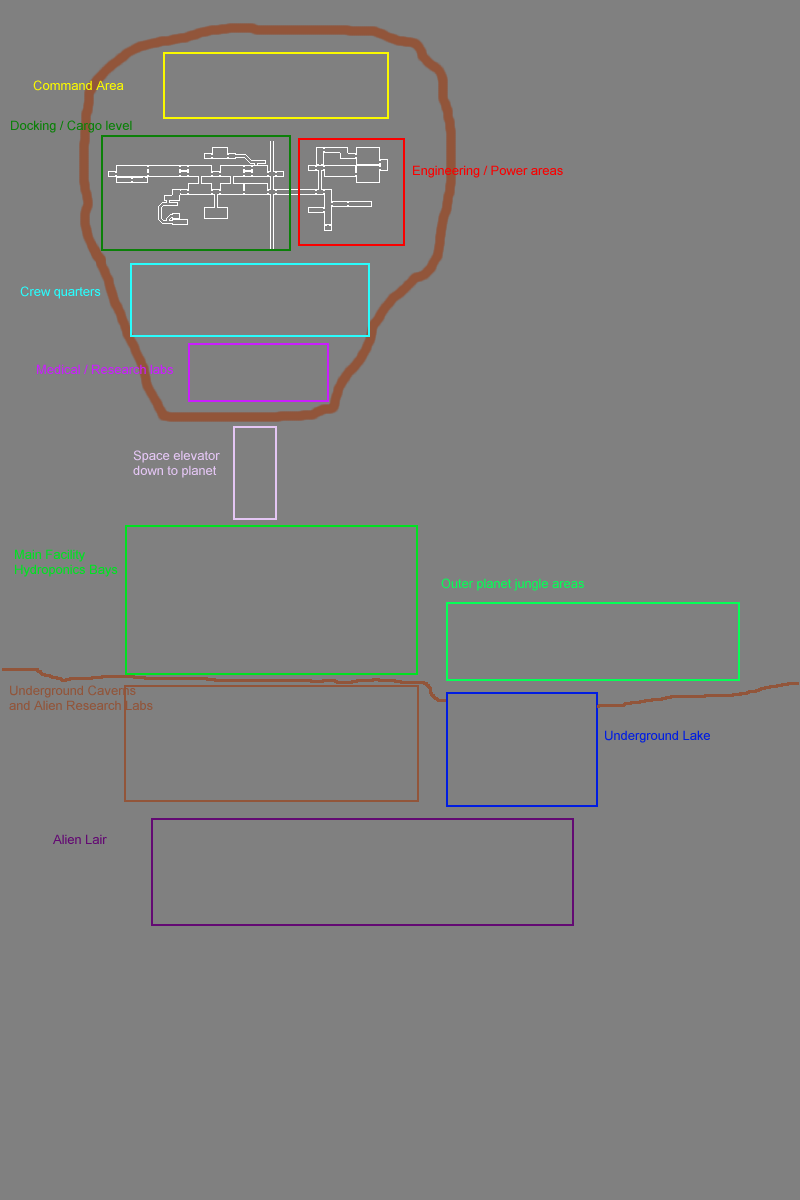 Command Area
Docking / Cargo level
Engineering / Power areas
Crew quarters
Medical / Research labs
Space elevator
down to planet
Main Facility
Hydroponics Bays
Outer planet jungle areas
Underground Caverns
and Alien Research Labs
Underground Lake
Alien Lair